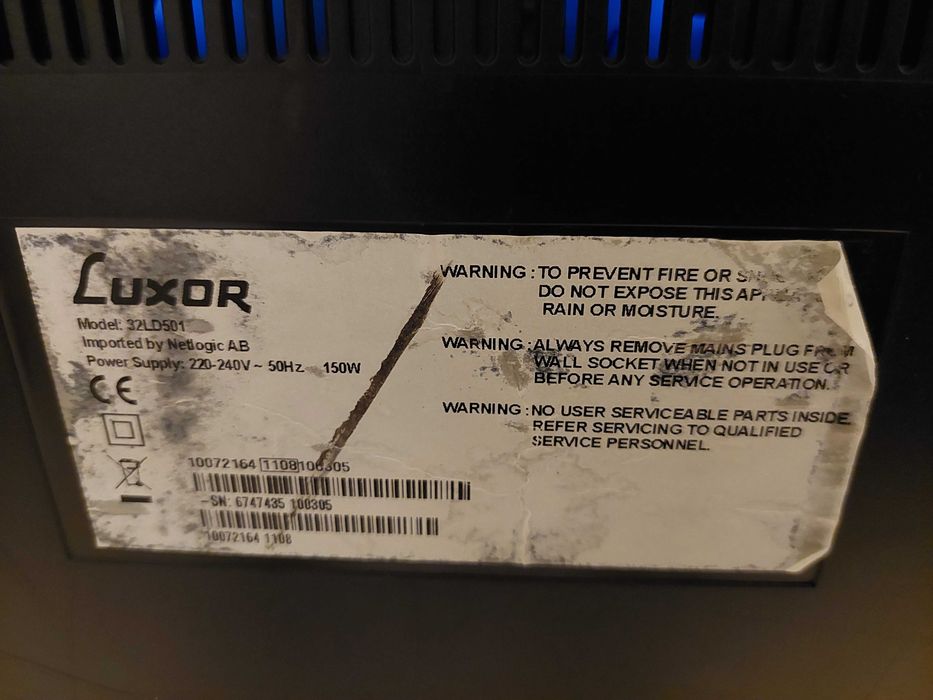 LUXOR
Model: 32LD501
Imported by Netlogic AB
Power Supply: 220-240V ~ 50Hz 150W
CE
10072164 1108100305
SN: 6747435 100305
10072164 1108
WARNING : TO PREVENT FIRE OR
DO NOT EXPOSE THIS
RAIN OR MOISTURE.
WARNING : ALWAYS REMOVE MAINS PLUG FROM
WALL SOCKET WHEN NOT IN USE OR
BEFORE ANY SERVICE OPERATION.
WARNING : NO USER SERVICEABLE PARTS INSIDE.
REFER SERVICING TO QUALIFIED
SERVICE PERSONNEL.